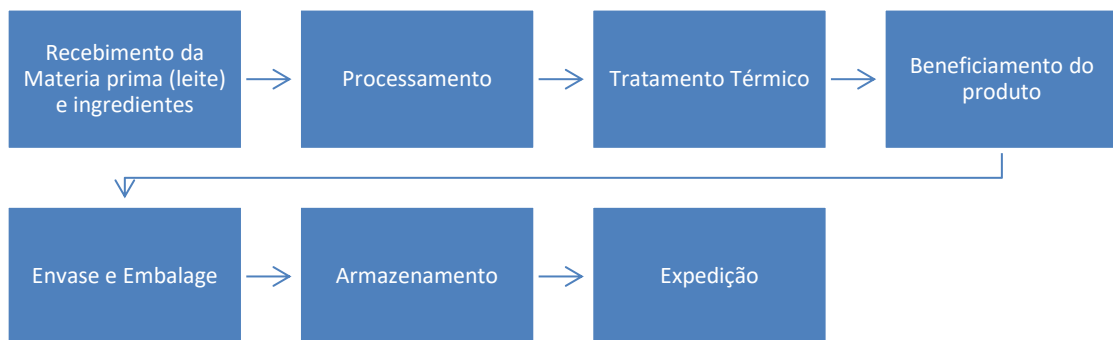 Recebimento da
Materia prima (leite)
e ingredientes
Processamento
Tratamento Térmico
Beneficiamento do
produto
Envase e Embalage
Armazenamento
Expedição